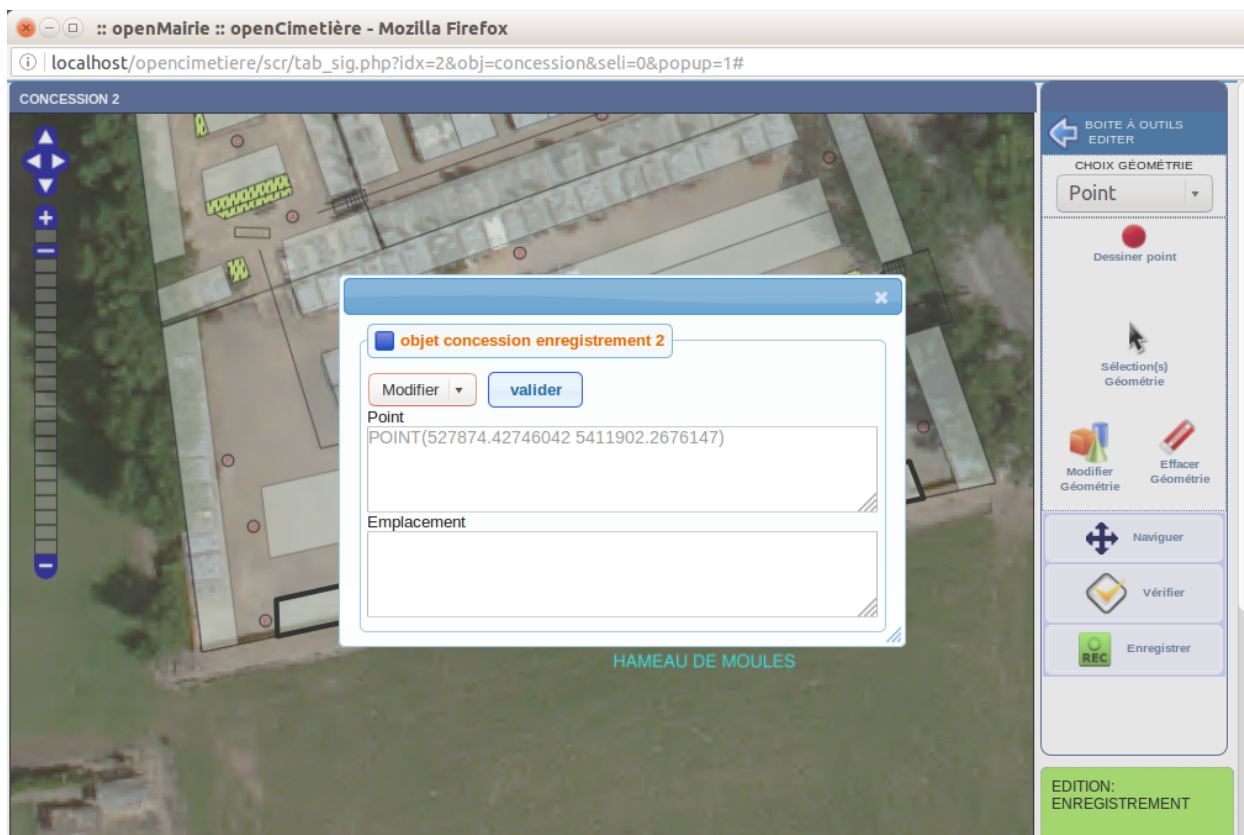 :: openMairie :: openCimetière - Mozilla Firefox
localhost/opencimetiere/scr/tab_sig.php?idx=2&obj=concession&seli=0&popup=1#
CONCESSION 2
BOITE À OUTILS
EDITER
CHOIX GÉOMÉTRIE
Point
Dessiner point
Sélection(s)
Géométrie
Modifier
Géométrie
Effacer
Géométrie
Naviguer
Vérifier
REC
Enregistrer
EDITION:
ENREGISTREMENT
objet concession enregistrement 2
Modifier
valider
Point
POINT(527874.42746042 5411902.2676147)
Emplacement
HAMEAU DE MOULES